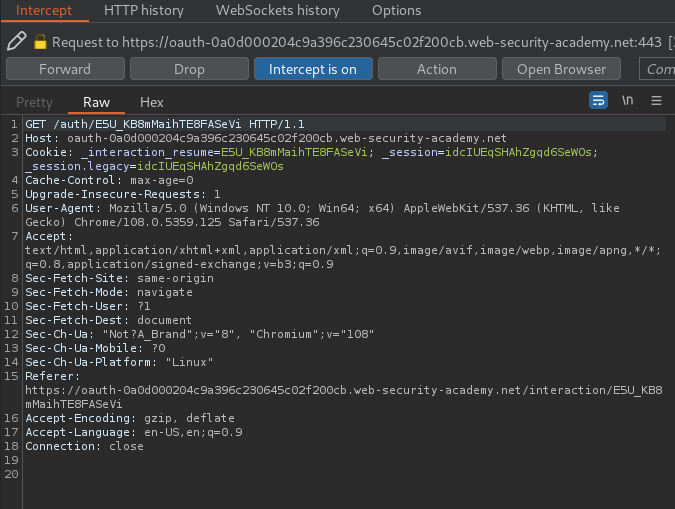 Intercept HTTP history WebSockets history Options
Request to https://oauth-0a0d000204c9a396c230645c02f200cb.web-security-academy.net:443 [
Forward Drop Intercept is on Action Open Browser Com
Pretty Raw Hex \n
1 GET /auth/E5U_KB8mMaihTE8FASeVi HTTP/1.1
2 Host: oauth-0a0d000204c9a396c230645c02f200cb.web-security-academy.net
3 Cookie: _interaction_resume=E5U_KB8mMaihTE8FASeVi; _session=idcIUEqSHAhZgqd6SeWOs;
_session.legacy=idcIUEqSHAhZgqd6SeWOs
4 Cache-Control: max-age=0
5 Upgrade-Insecure-Requests: 1
6 User-Agent: Mozilla/5.0 (Windows NT 10.0; Win64; x64) AppleWebKit/537.36 (KHTML, like
Gecko) Chrome/108.0.5359.125 Safari/537.36
7 Accept:
text/html,application/xhtml+xml,application/xml;q=0.9,image/avif,image/webp,image/apng,*/*;
q=0.8,application/signed-exchange;v=b3;q=0.9
8 Sec-Fetch-Site: same-origin
9 Sec-Fetch-Mode: navigate
10 Sec-Fetch-User: ?1
11 Sec-Fetch-Dest: document
12 Sec-Ch-Ua: "Not?A_Brand";v="8", "Chromium";v="108"
13 Sec-Ch-Ua-Mobile: ?0
14 Sec-Ch-Ua-Platform: "Linux"
15 Referer:
https://oauth-0a0d000204c9a396c230645c02f200cb.web-security-academy.net/interaction/E5U_KB8
mMaihTE8FASeVi
16 Accept-Encoding: gzip, deflate
17 Accept-Language: en-US,en;q=0.9
18 Connection: close
19
20